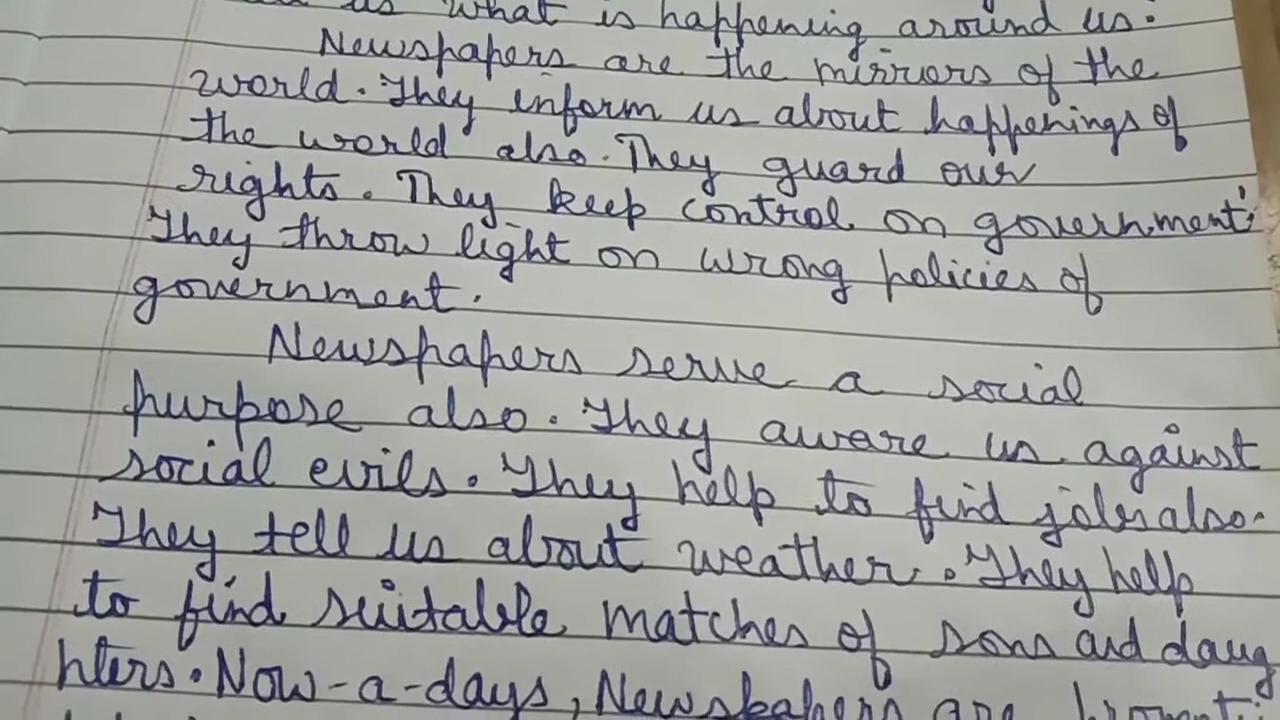 us what is happening around us.
Newspapers are the mirrors of the
world. They inform us about happenings of
the world also. They guard our
rights. They keep control on government.
They throw light on wrong policies of
government.
Newspapers serve a social
purpose also. They aware us against
social evils. They help to find jobs also.
They tell us about weather. They help
to find suitable matches of sons and daug
hters. Now-a-days, Newspapers are